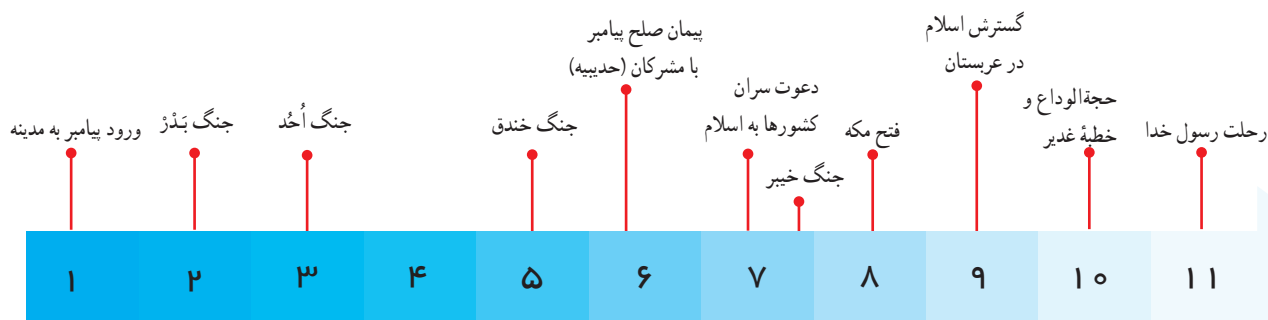 ورود پیامبر به مدینه
جنگ بَدْرْ
جنگ اُحُد
جنگ خندق
پیمان صلح پیامبر
با مشرکان (حدیبیه)
دعوت سران
کشورها به اسلام
جنگ خیبر
فتح مکه
گسترش اسلام
در عربستان
حجةالوداع و
خطبهٔ غدیر
رحلت رسول خدا
۱ ۲ ۳ ۴ ۵ ۶ ۷ ۸ ۹ ۱۰ ۱۱